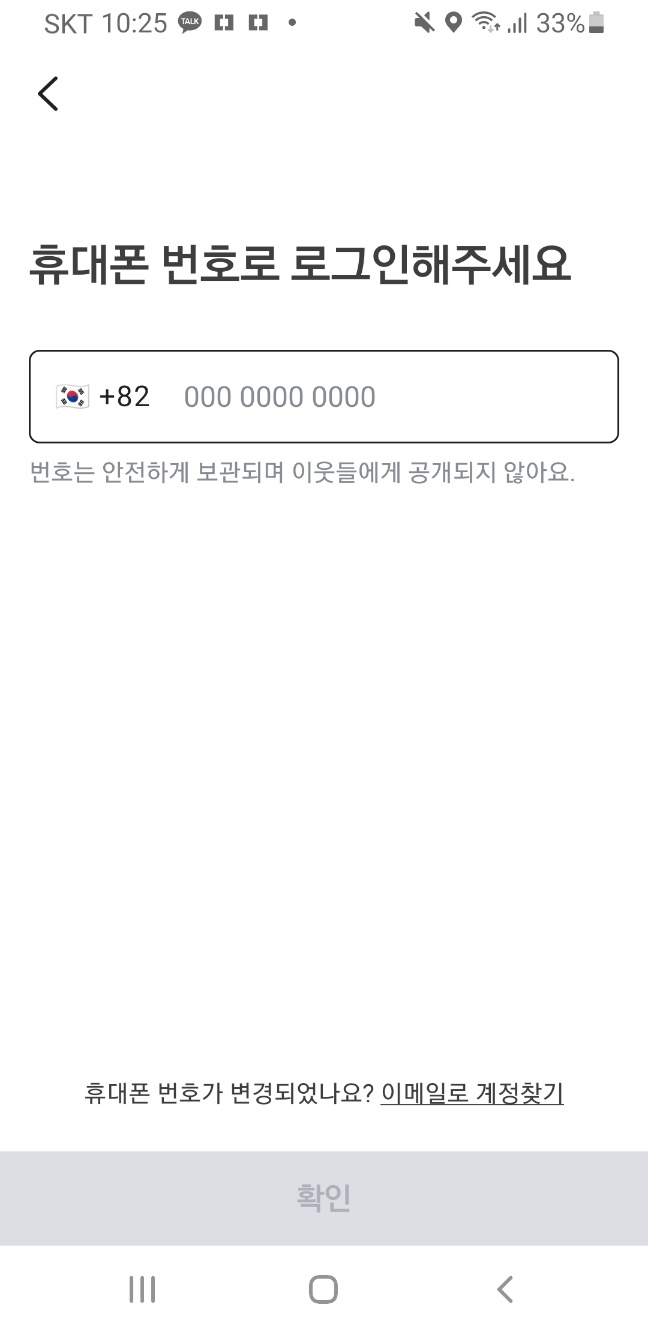 SKT 10:25 TALK 33%
휴대폰 번호로 로그인해주세요
+82 000 0000 0000
번호는 안전하게 보관되며 이웃들에게 공개되지 않아요.
휴대폰 번호가 변경되었나요? 이메일로 계정찾기
확인